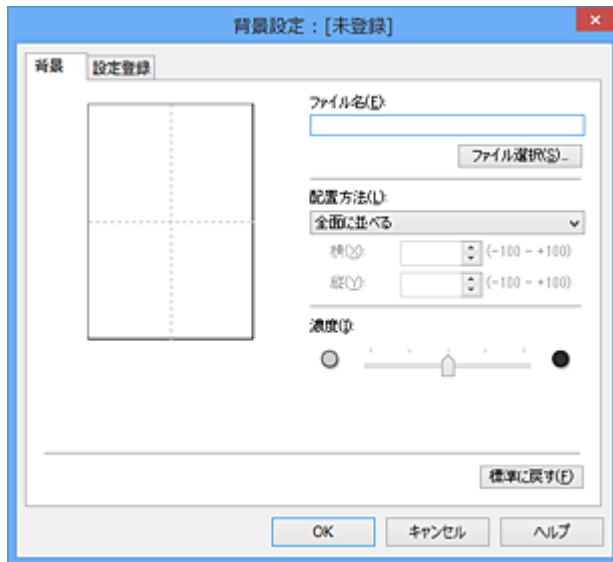 背景設定 : [未登録]
背景 設定登録
ファイル名(E):
ファイル選択(S)...
配置方法(L):
全面に並べる
横(X): (-100 - +100)
縦(Y): (-100 - +100)
濃度(I):
標準に戻す(F)
OK キャンセル ヘルプ